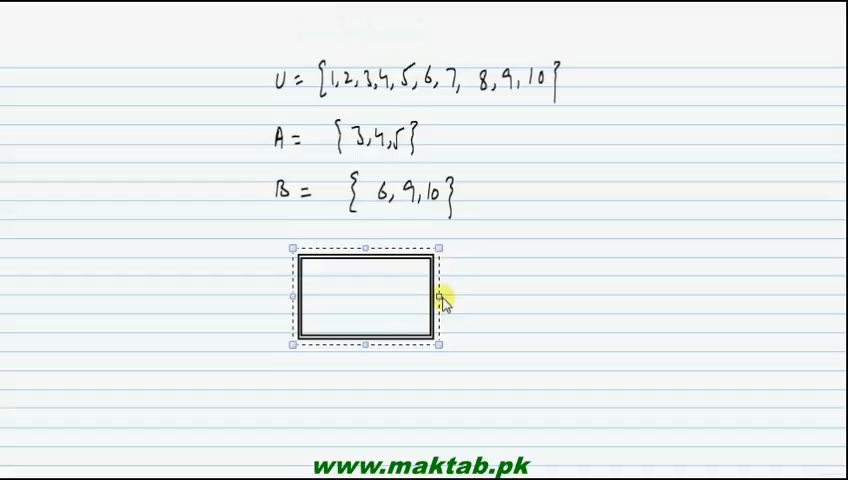 U = {1,2,3,4,5,6,7, 8,9,10}
A = {3,4,5}
B = {6,9,10}
www.maktab.pk